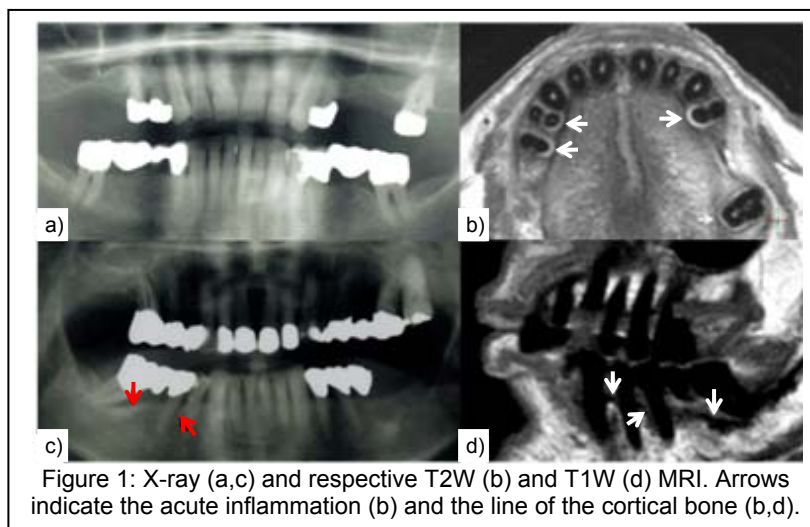 a)
b)
c)
d)
Figure 1: X-ray (a,c) and respective T2W (b) and T1W (d) MRI. Arrows
indicate the acute inflammation (b) and the line of the cortical bone (b,d).